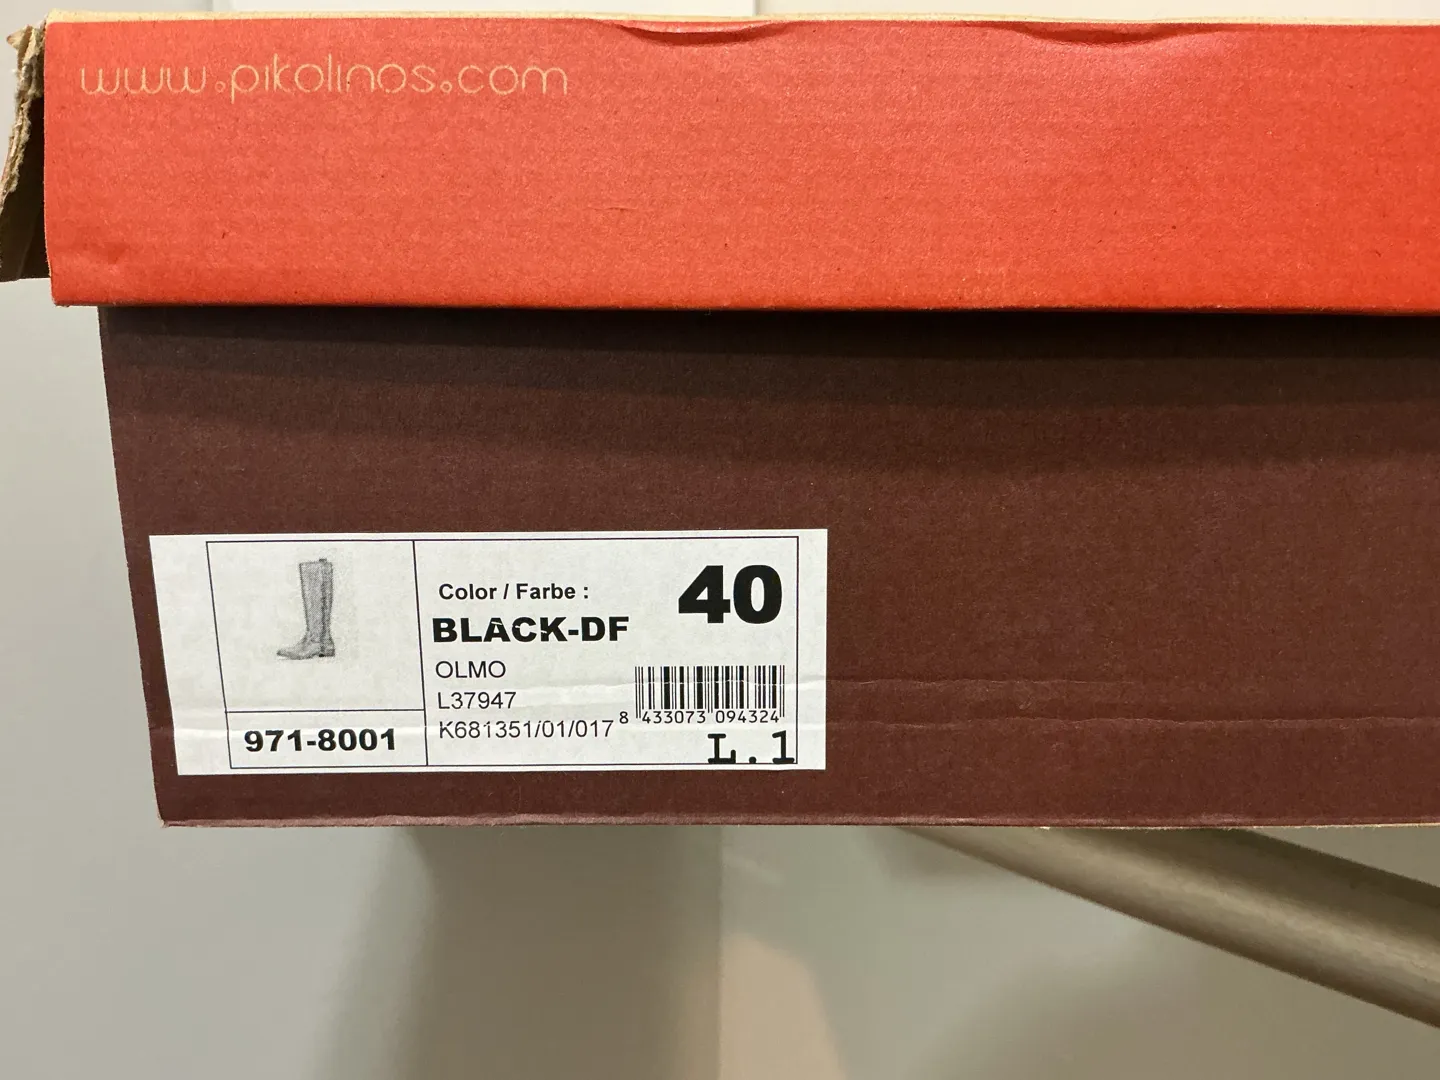 www.pikolinos.com
Color / Farbe :
40
BLACK-DF
OLMO
L37947
K681351/01/017
8 433073 094324
971-8001
L.1